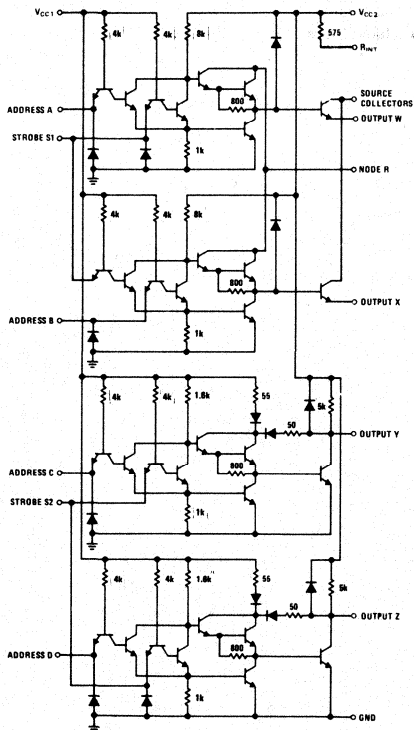 VCC1
4k
4k
8k
VCC2
575
RINT
SOURCE
COLLECTORS
800
OUTPUT W
ADDRESS A
STROBE S1
1k
NODE R
4k
4k
8k
800
OUTPUT X
1k
ADDRESS B
4k
4k
1.6k
55
5k
50
OUTPUT Y
800
ADDRESS C
STROBE S2
1k
4k
4k
1.6k
55
5k
50
OUTPUT Z
800
ADDRESS D
1k
GND